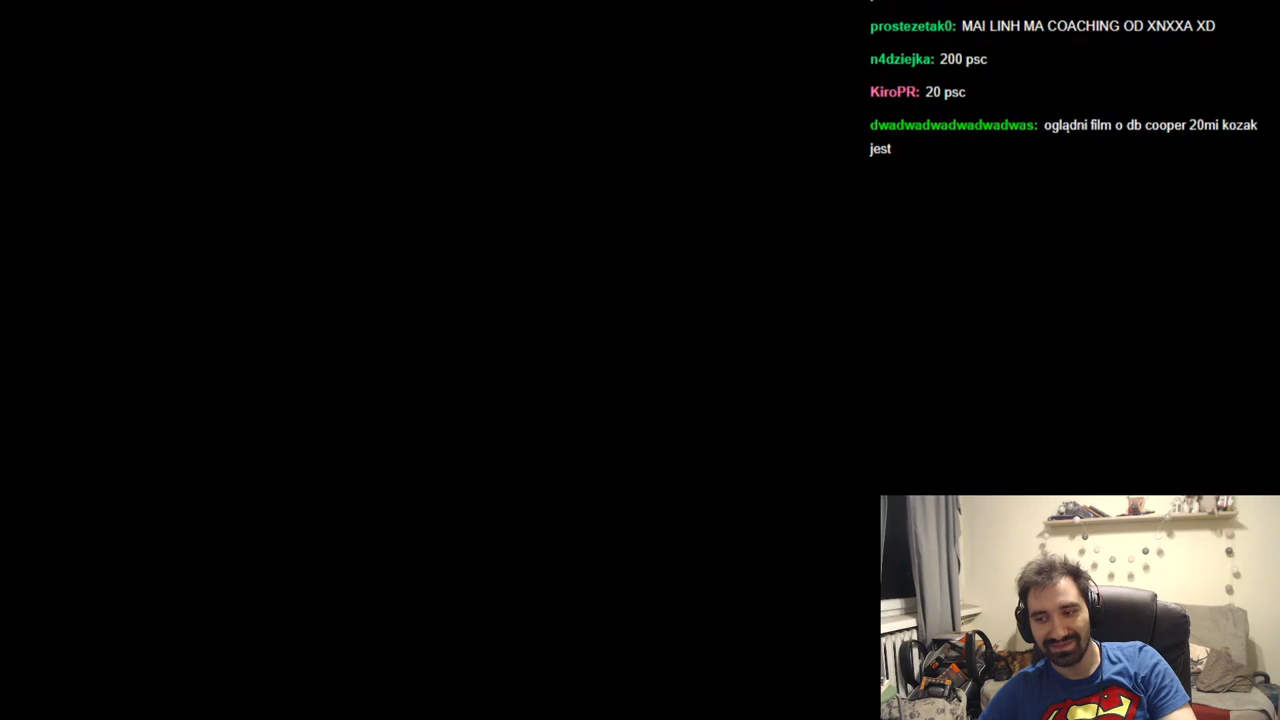 prostezetak0: MAI LINH MA COACHING OD XNXXA XD
n4dziejka: 200 psc
KiroPR: 20 psc
dwadwadwadwadwadwas: oglądni film o db cooper 20mi kozak
jest